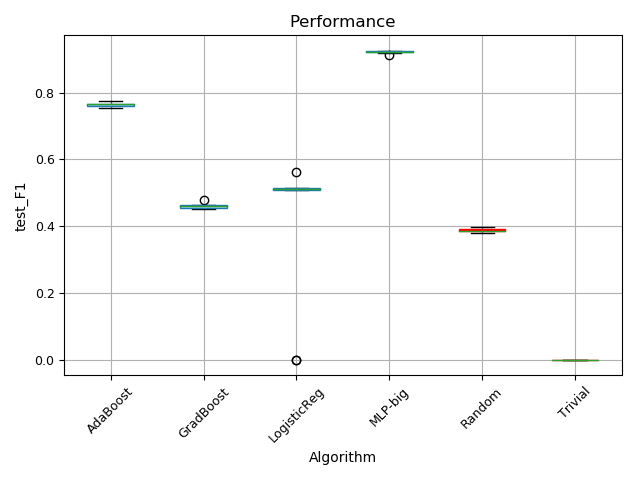 Performance
test_F1
0.8
0.6
0.4
0.2
0.0
AdaBoost
GradBoost
LogisticReg
MLP-big
Random
Trivial
Algorithm